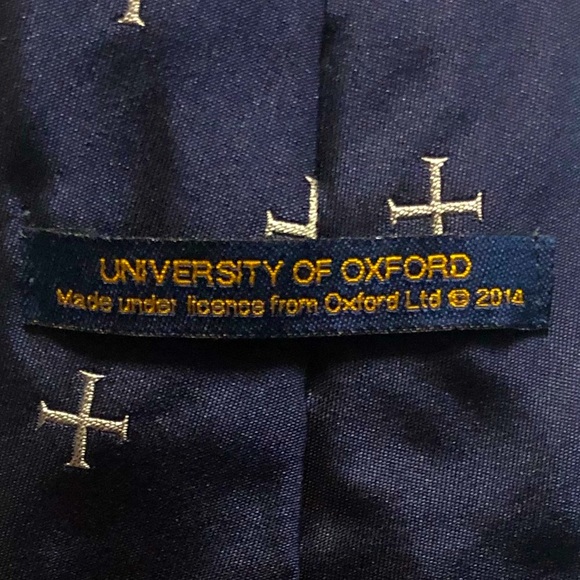 UNIVERSITY OF OXFORD
Made under licence from Oxford Ltd © 2014